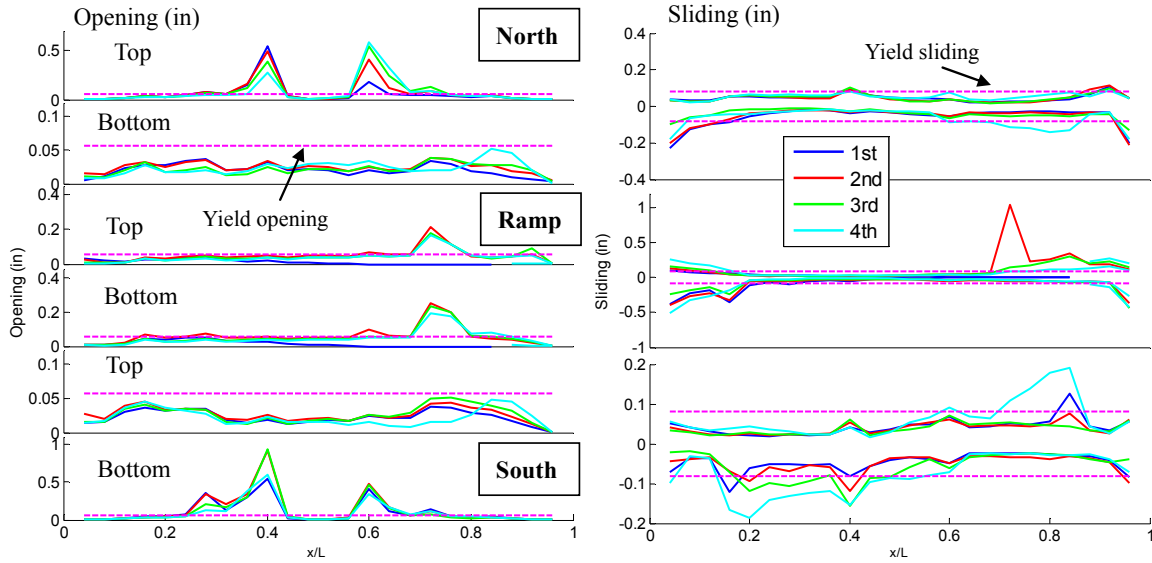 Opening (in)
Sliding (in)
North
Top
0.5
0
Bottom
0.1
0.05
0
Yield opening
Ramp
Top
0.4
0.2
0
Bottom
0.4
0.2
0
Top
0.1
0.05
0
South
Bottom
1
0.5
0
0
0.2
0.4
0.6
0.8
1
x/L
Opening (in)
Yield sliding
0.4
0.2
0
-0.2
-0.4
1st
2nd
3rd
4th
1
0.5
0
-0.5
-1
0.2
0.1
0
-0.1
-0.2
0
0.2
0.4
0.6
0.8
1
x/L
Sliding (in)